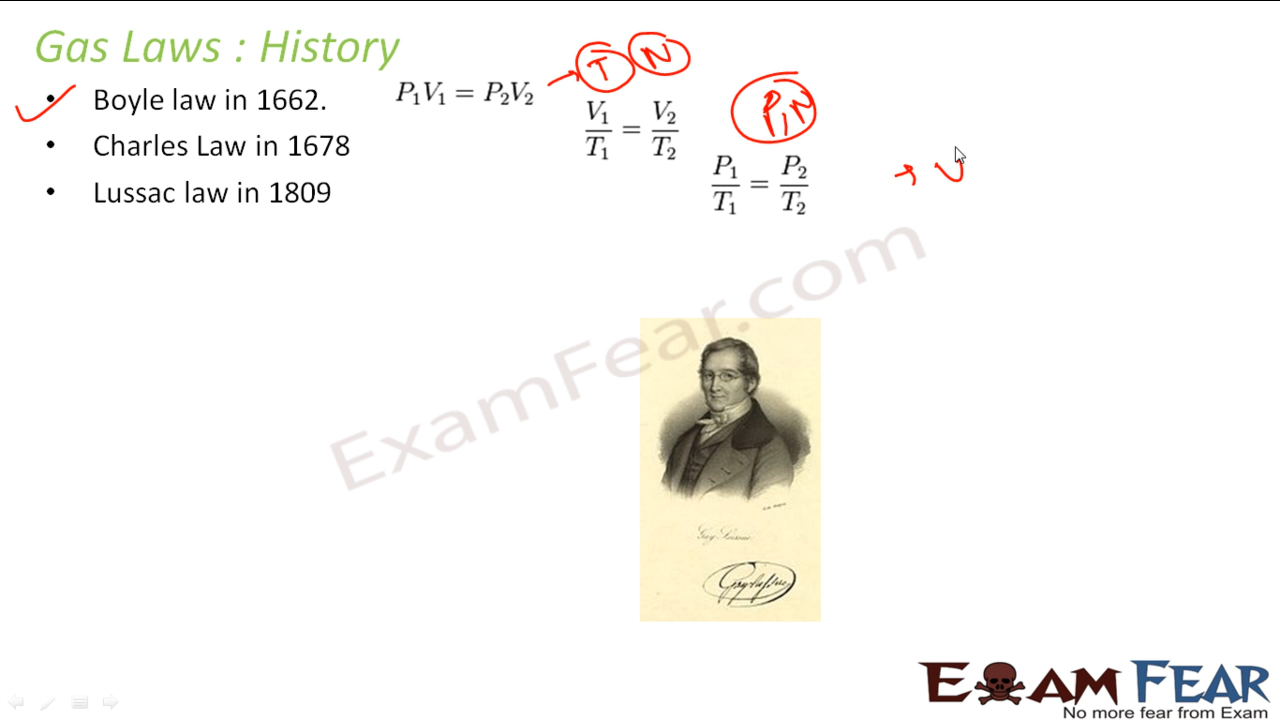 Gas Laws : History
• Boyle law in 1662.
P₁V₁ = P₂V₂
T N
V₁/T₁ = V₂/T₂
P, N
• Charles Law in 1678
P₁/T₁ = P₂/T₂
→ V
• Lussac law in 1809
ExamFear.com
EXAM FEAR
No more fear from Exam